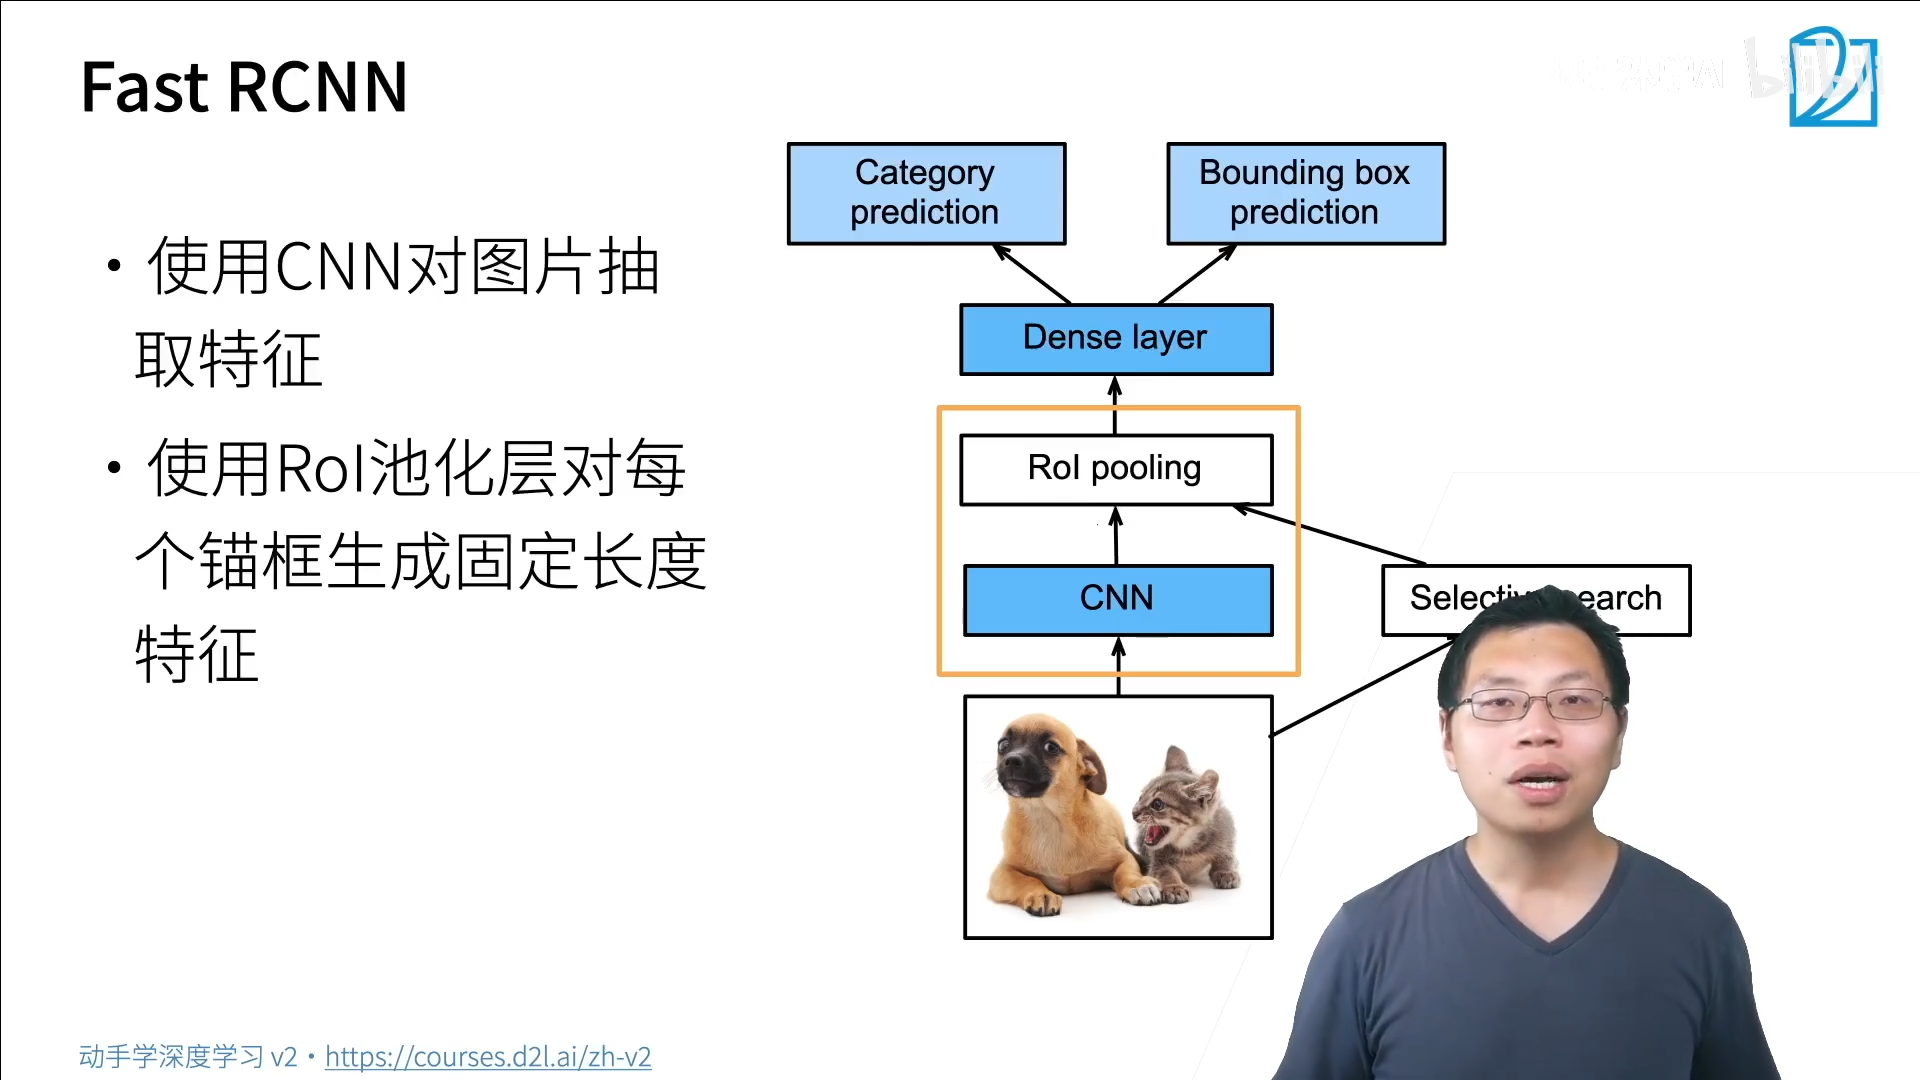 Fast RCNN
• 使用CNN对图片抽
取特征
• 使用RoI池化层对每
个锚框生成固定长度
特征
Category
prediction
Bounding box
prediction
Dense layer
RoI pooling
CNN
动手学深度学习 v2 • https://courses.d2l.ai/zh-v2
bilibili